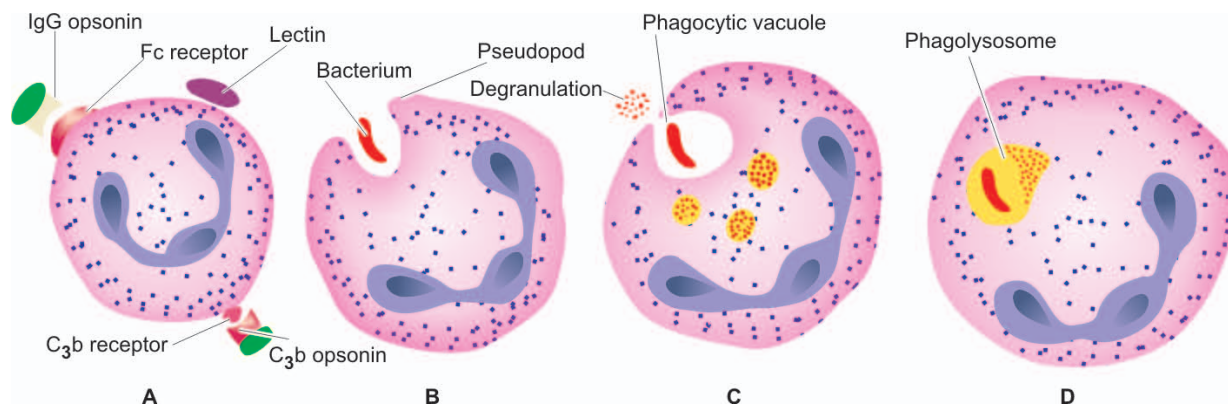 IgG opsonin
Fc receptor
Lectin
Bacterium
Pseudopod
Phagocytic vacuole
Degranulation
Phagolysosome
C3b receptor
C3b opsonin
A
B
C
D